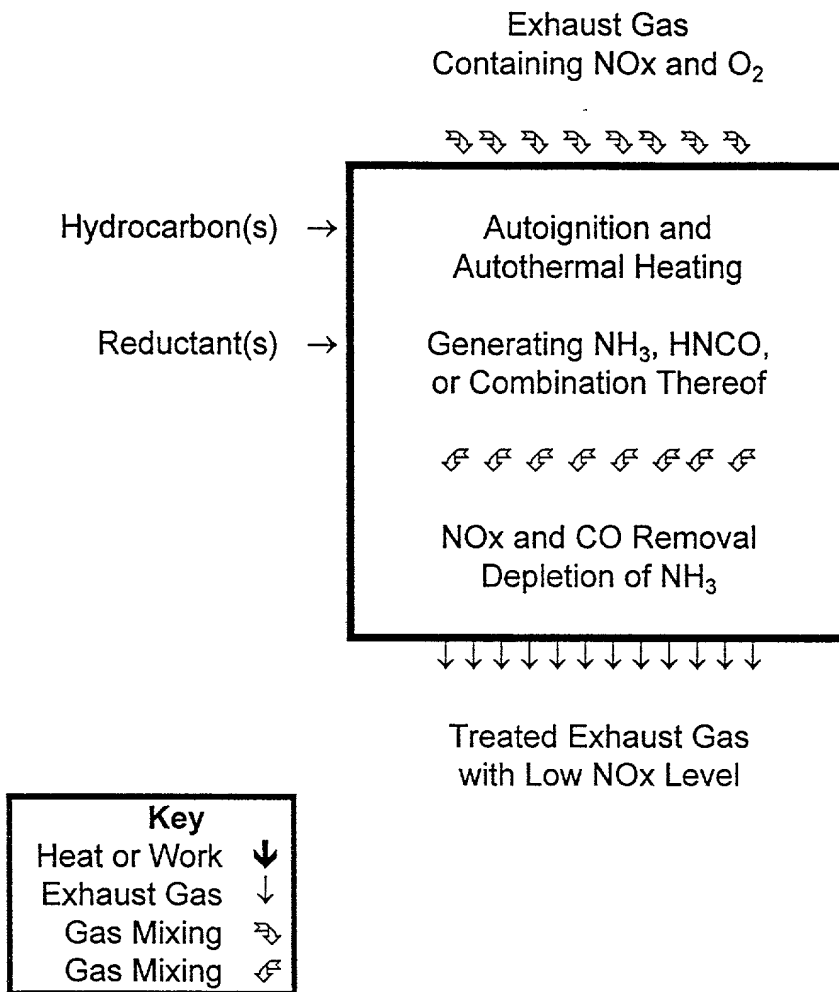 Exhaust Gas
Containing NOx and O₂
Hydrocarbon(s) →
Autoignition and
Autothermal Heating
Reductant(s) →
Generating NH₃, HNCO,
or Combination Thereof
NOx and CO Removal
Depletion of NH₃
Treated Exhaust Gas
with Low NOx Level
Key
Heat or Work
Exhaust Gas ↓
Gas Mixing
Gas Mixing